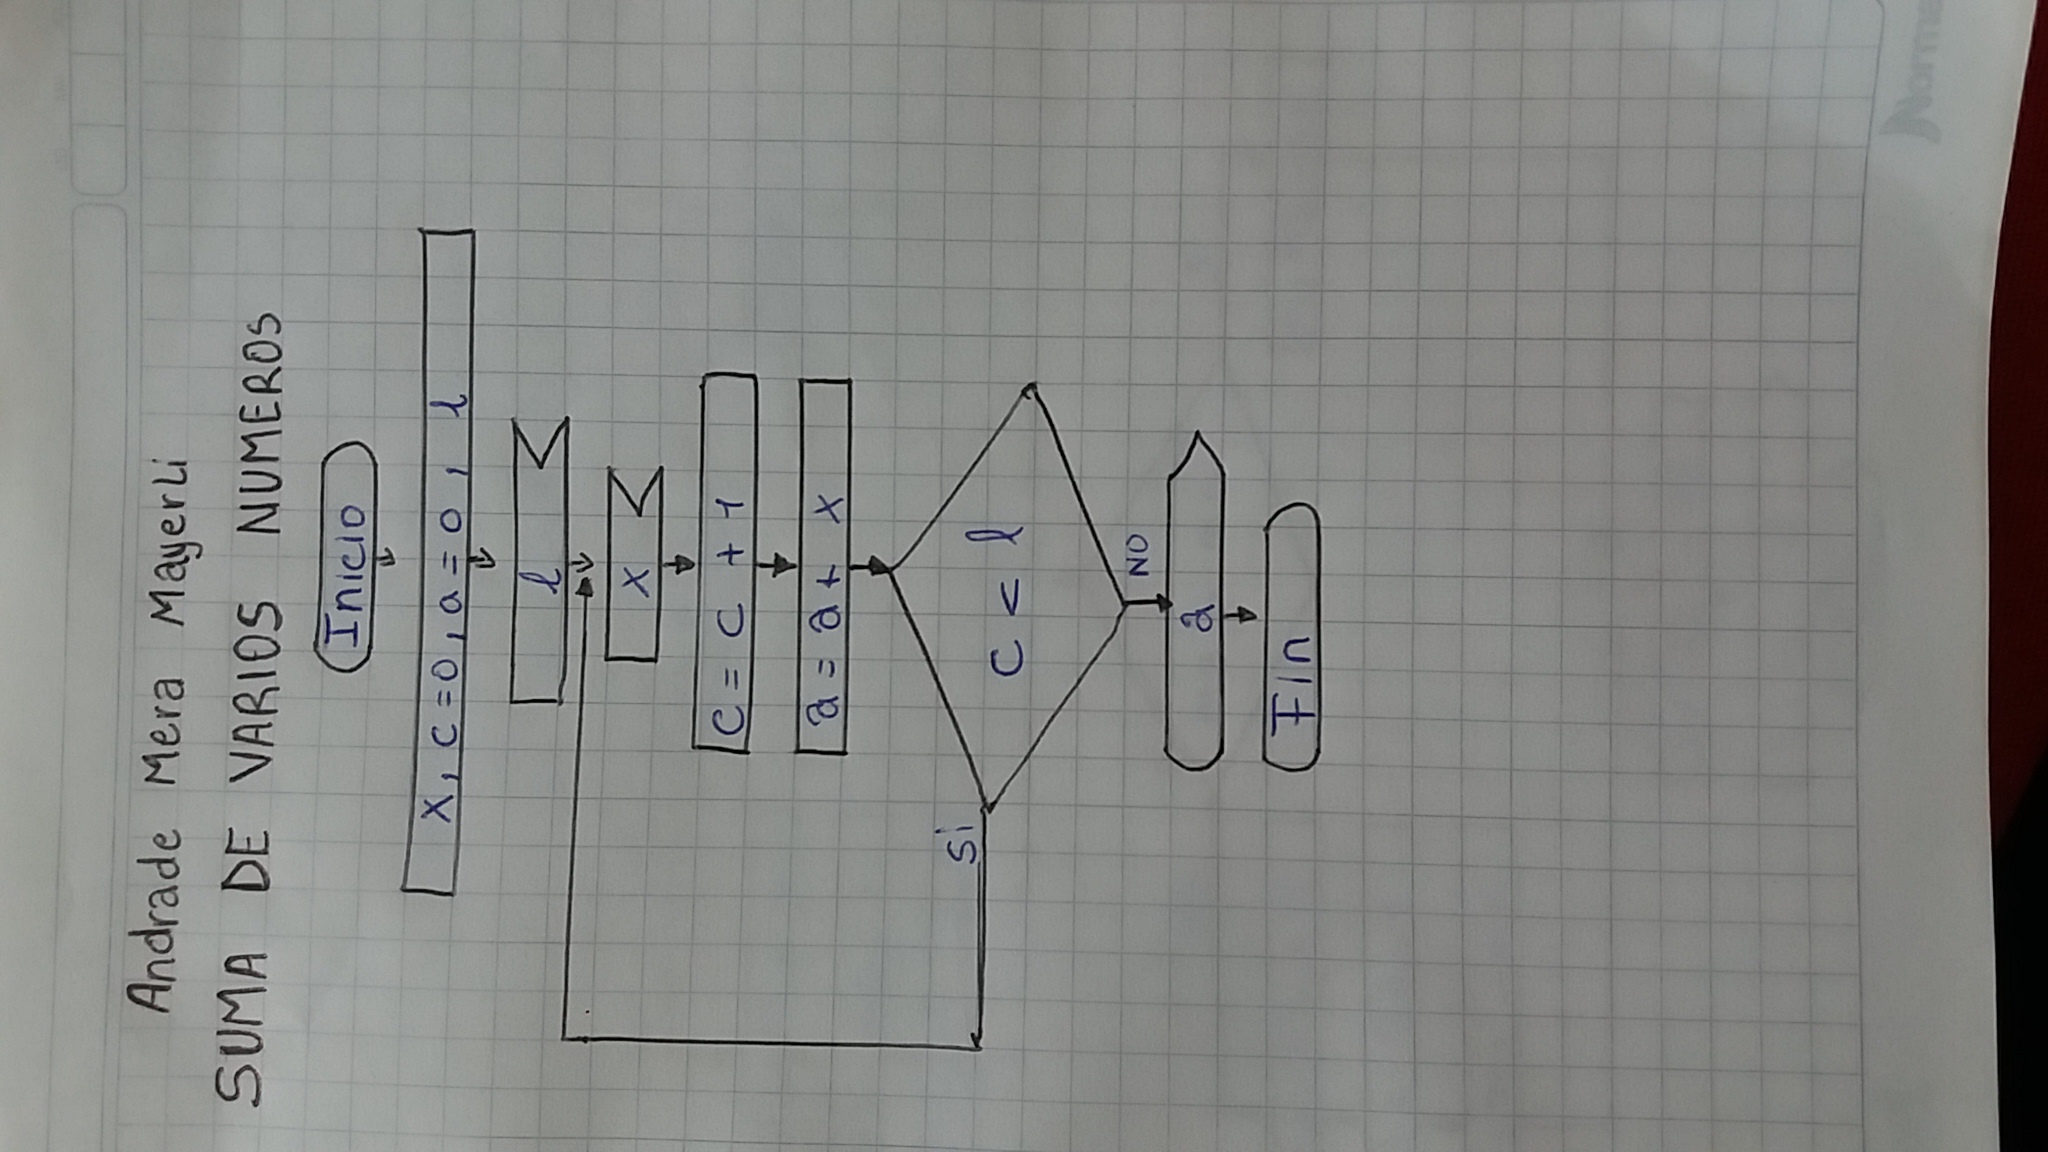 Andrade Mera Mayerli
SUMA DE VARIOS NUMEROS
Inicio
x, c=0, a=0, l
l
x
c = c + 1
a = a + x
Si
c < l
NO
a
Fin
Norma